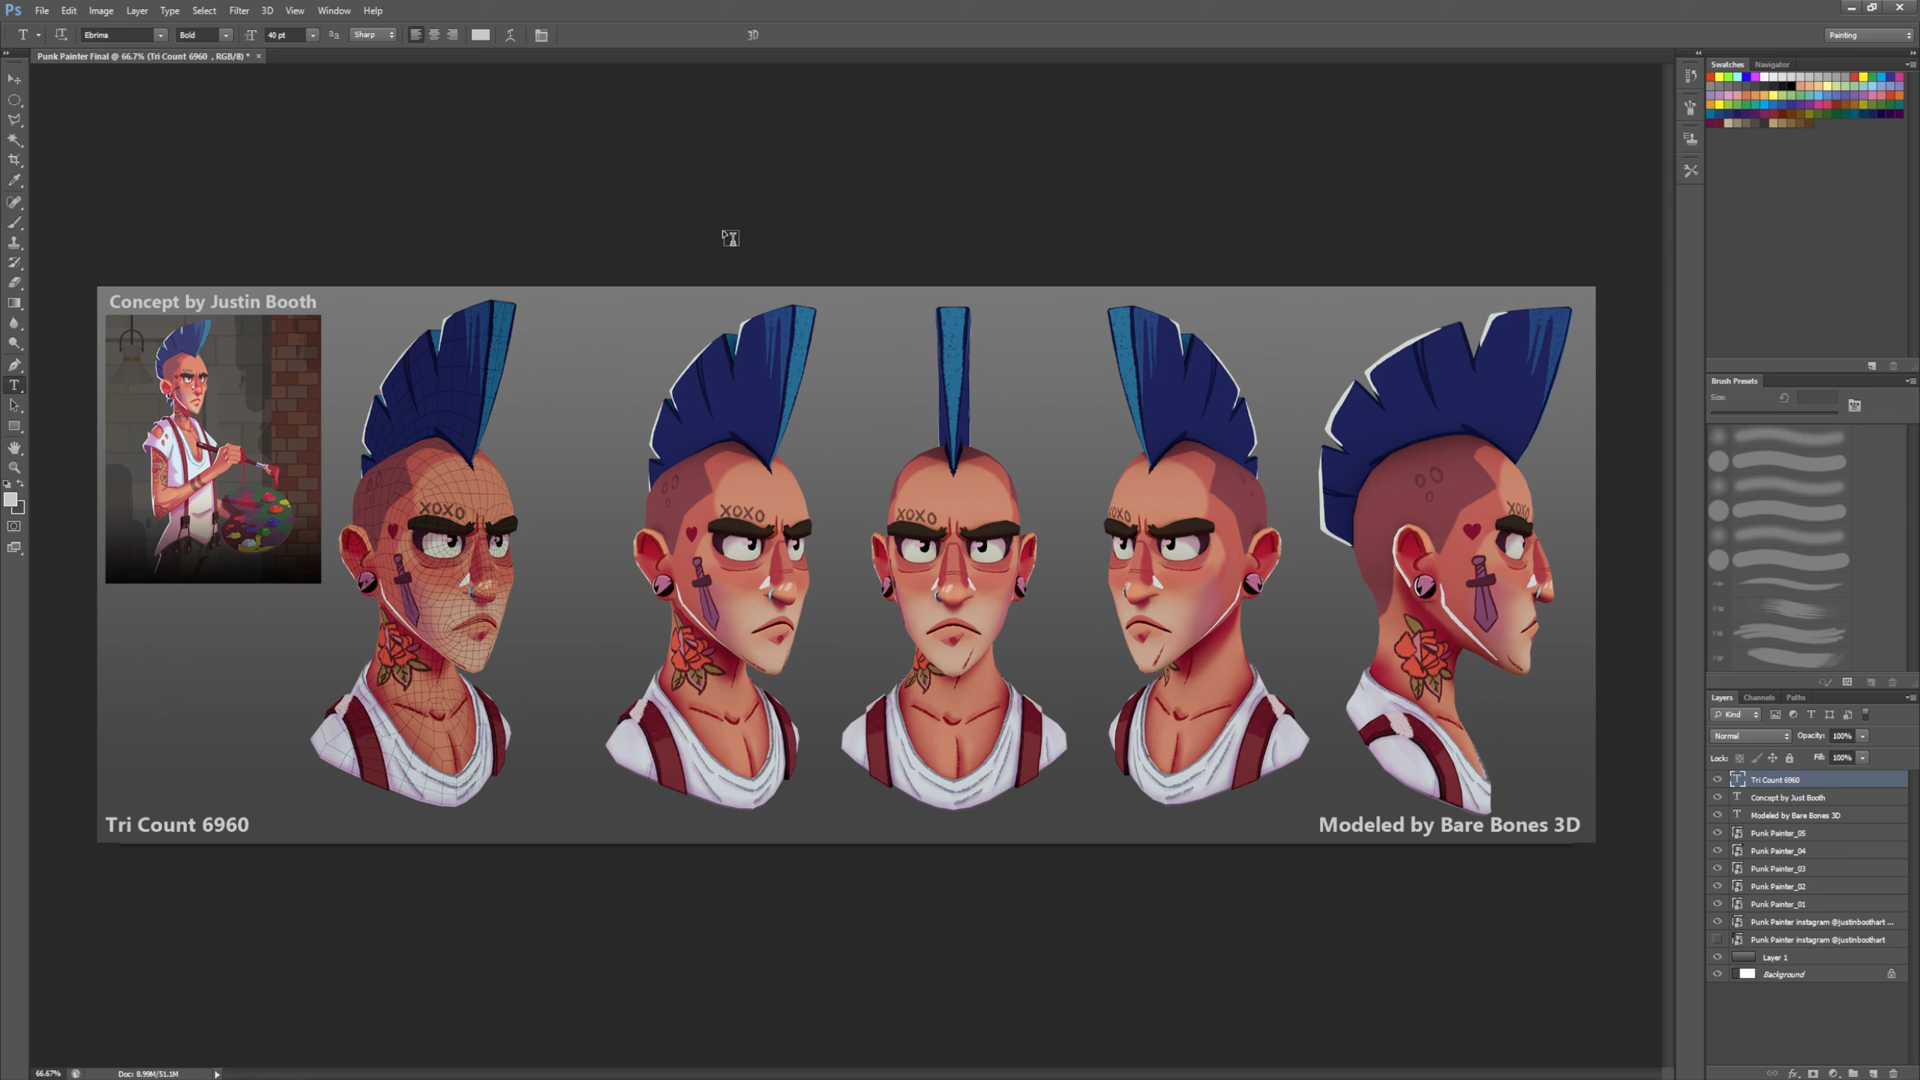 Ps File Edit Image Layer Type Select Filter 3D View Window Help
T Ebrima Bold 40 pt Sharp 3D Painting
Punk Painter Final @ 66.7% (Tri Count 6960 , RGB/8) * ×
Swatches Navigator
Concept by Justin Booth
XOXO
XOXO
XOXO
XOXO
XOXO
Tri Count 6960
Modeled by Bare Bones 3D
Brush Presets
Size:
Layers Channels Paths
Kind
Normal Opacity: 100%
Lock: Fill: 100%
Tri Count 6960
Concept by Just Booth
Modeled by Bare Bones 3D
Punk Painter_05
Punk Painter_04
Punk Painter_03
Punk Painter_02
Punk Painter_01
Punk Painter instagram @justinboothart ...
Punk Painter instagram @justinboothart
Layer 1
Background
66.67% Doc: 8.99M/51.1M